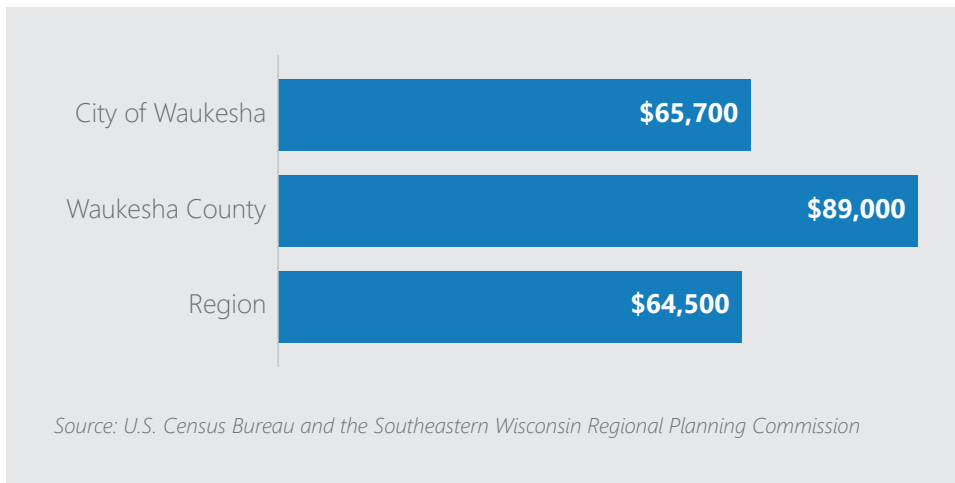 City of Waukesha
$65,700
Waukesha County
$89,000
Region
$64,500
Source: U.S. Census Bureau and the Southeastern Wisconsin Regional Planning Commission